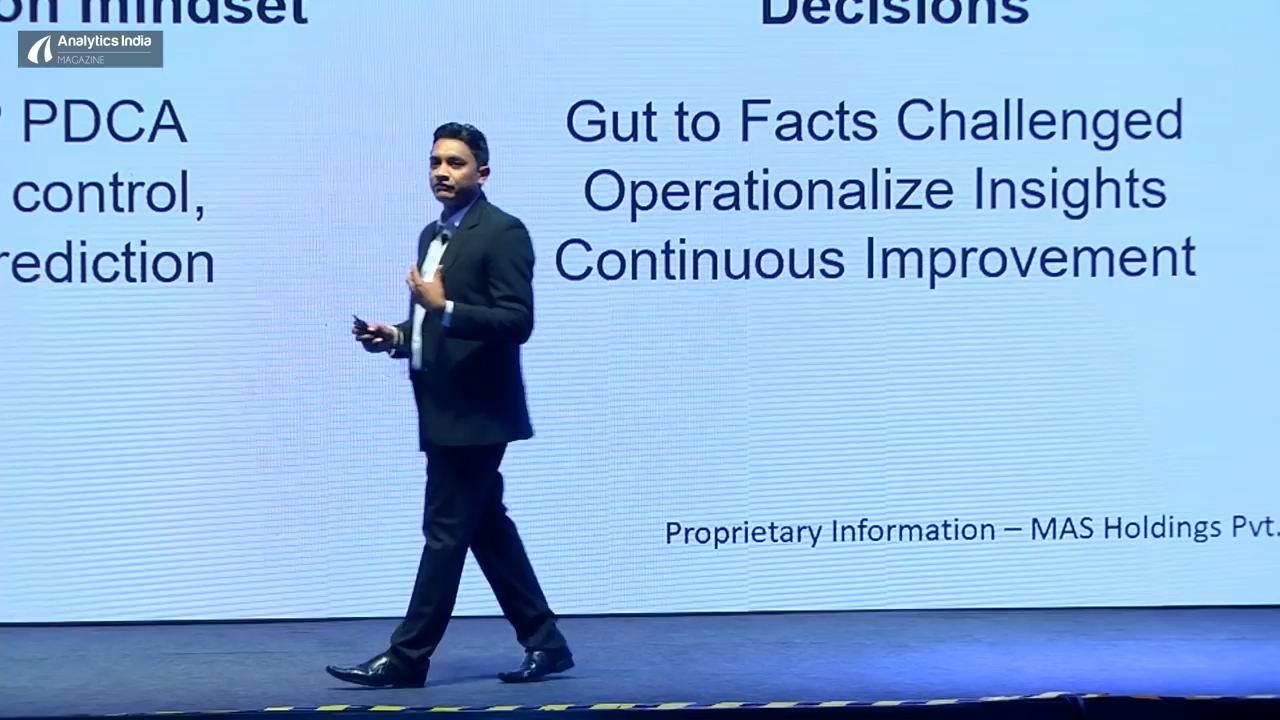 Analytics India
MAGAZINE
mindset
PDCA
control,
Decisions
Gut to Facts Challenged
Operationalize Insights
Continuous Improvement
Proprietary Information – MAS Holdings Pvt.